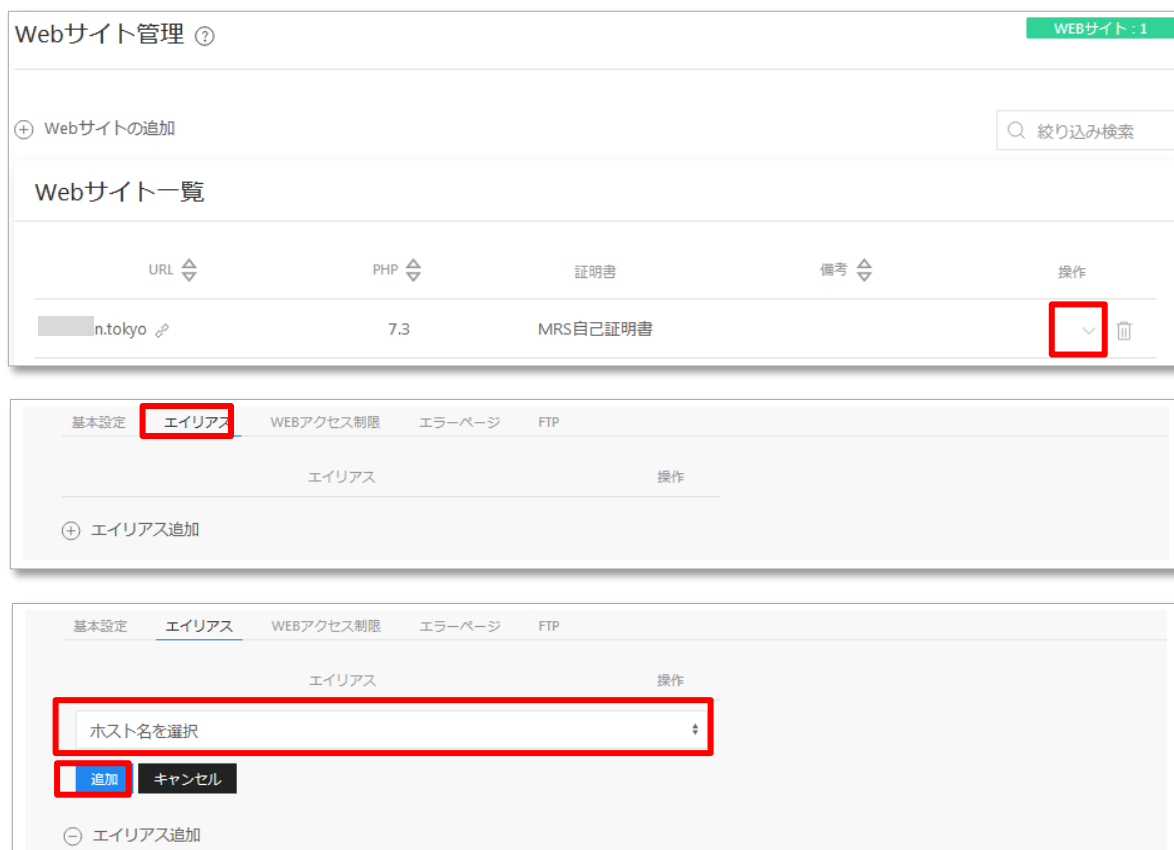 Webサイト管理 ?
WEBサイト : 1
Webサイトの追加
絞り込み検索
Webサイト一覧
URL PHP 証明書 備考 操作
n.tokyo 7.3 MRS自己証明書
基本設定 エイリアス WEBアクセス制限 エラーページ FTP
エイリアス 操作
エイリアス追加
基本設定 エイリアス WEBアクセス制限 エラーページ FTP
エイリアス 操作
ホスト名を選択
追加 キャンセル
エイリアス追加